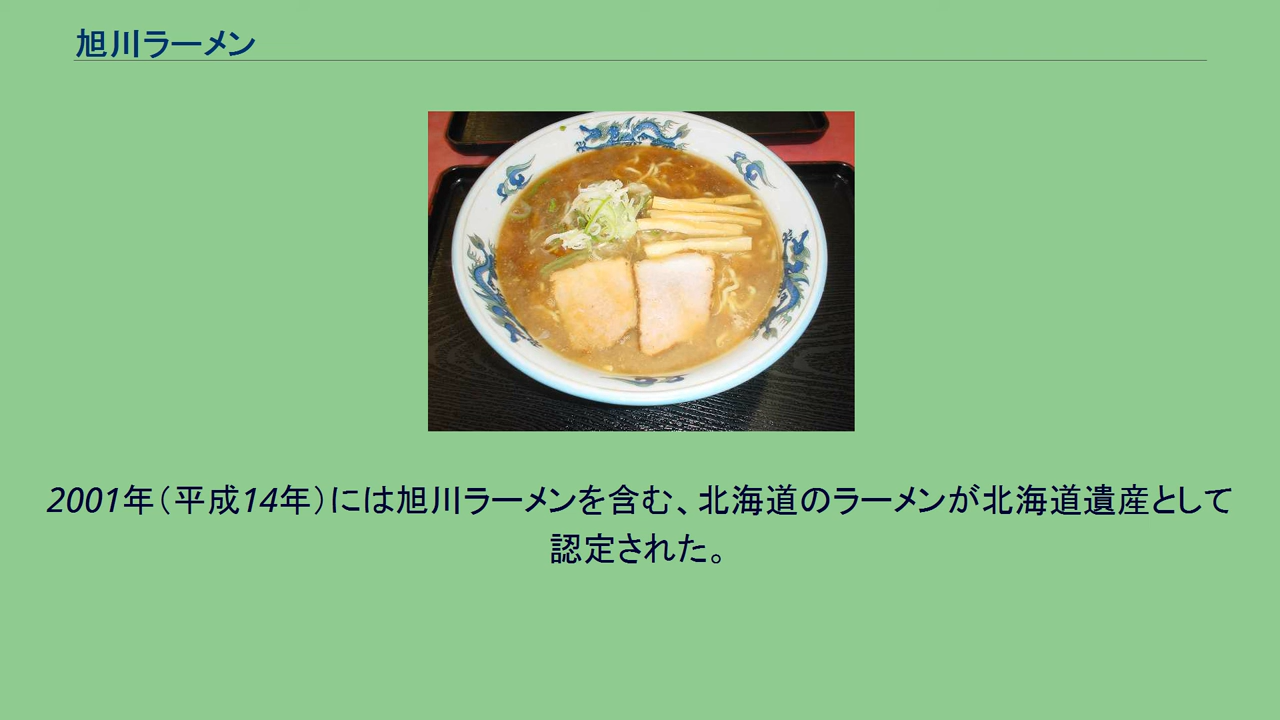 旭川ラーメン
2001年（平成14年）には旭川ラーメンを含む、北海道のラーメンが北海道遺産として
認定された。